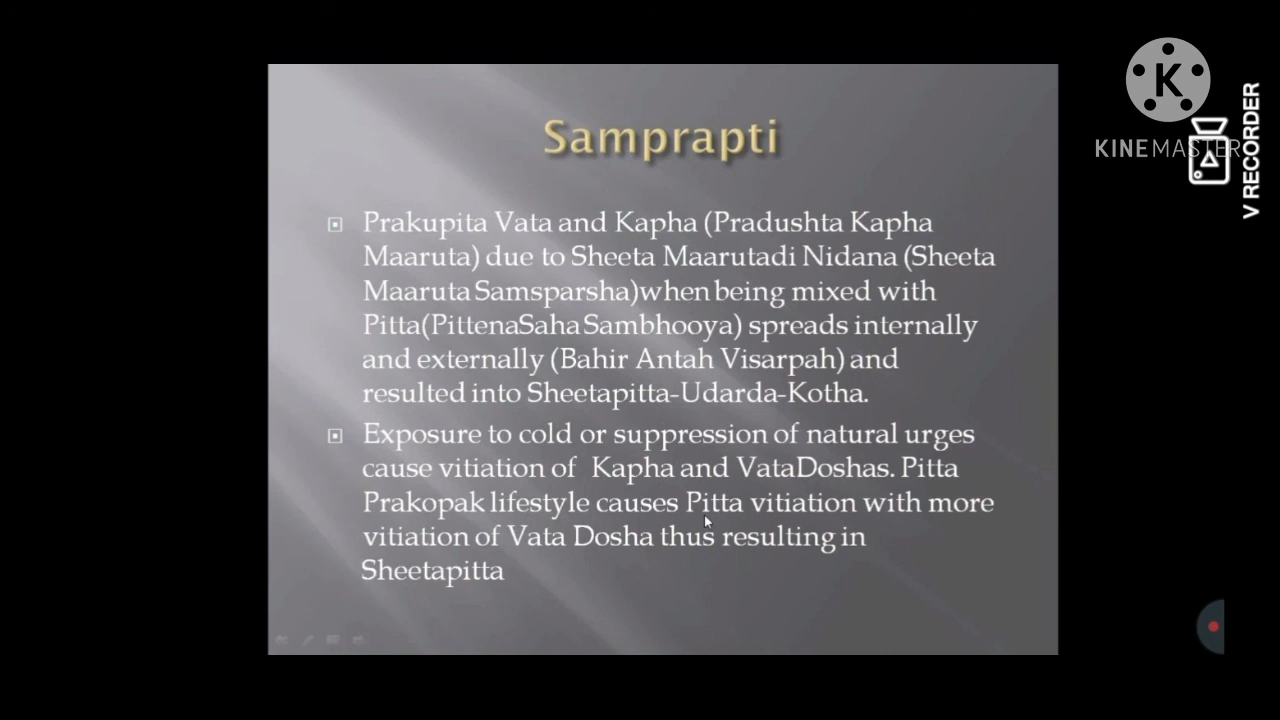 Samprapti
Prakupita Vata and Kapha (Pradushta Kapha
Maaruta) due to Sheeta Maarutadi Nidana (Sheeta
Maaruta Samsparsha)when being mixed with
Pitta(PittenaSaha Sambhooya) spreads internally
and externally (Bahir Antah Visarpah) and
resulted into Sheetapitta-Udarda-Kotha.
Exposure to cold or suppression of natural urges
cause vitiation of Kapha and VataDoshas. Pitta
Prakopak lifestyle causes Pitta vitiation with more
vitiation of Vata Dosha thus resulting in
Sheetapitta
K
KINEMASTER
V RECORDER